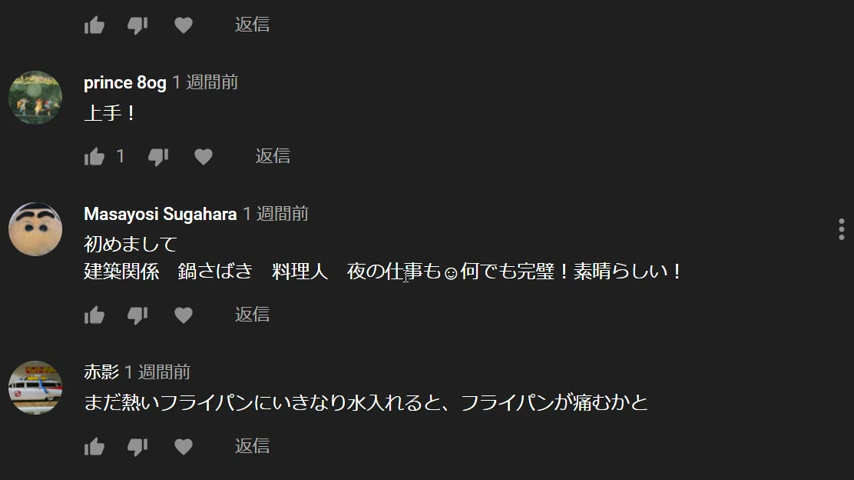 返信
prince 8og 1 週間前
上手！
1 返信
Masayosi Sugahara 1 週間前
初めまして
建築関係　鍋さばき　料理人　夜の仕事も☺何でも完璧！素晴らしい！
返信
赤影 1 週間前
まだ熱いフライパンにいきなり水入れると、フライパンが痛むかと
返信